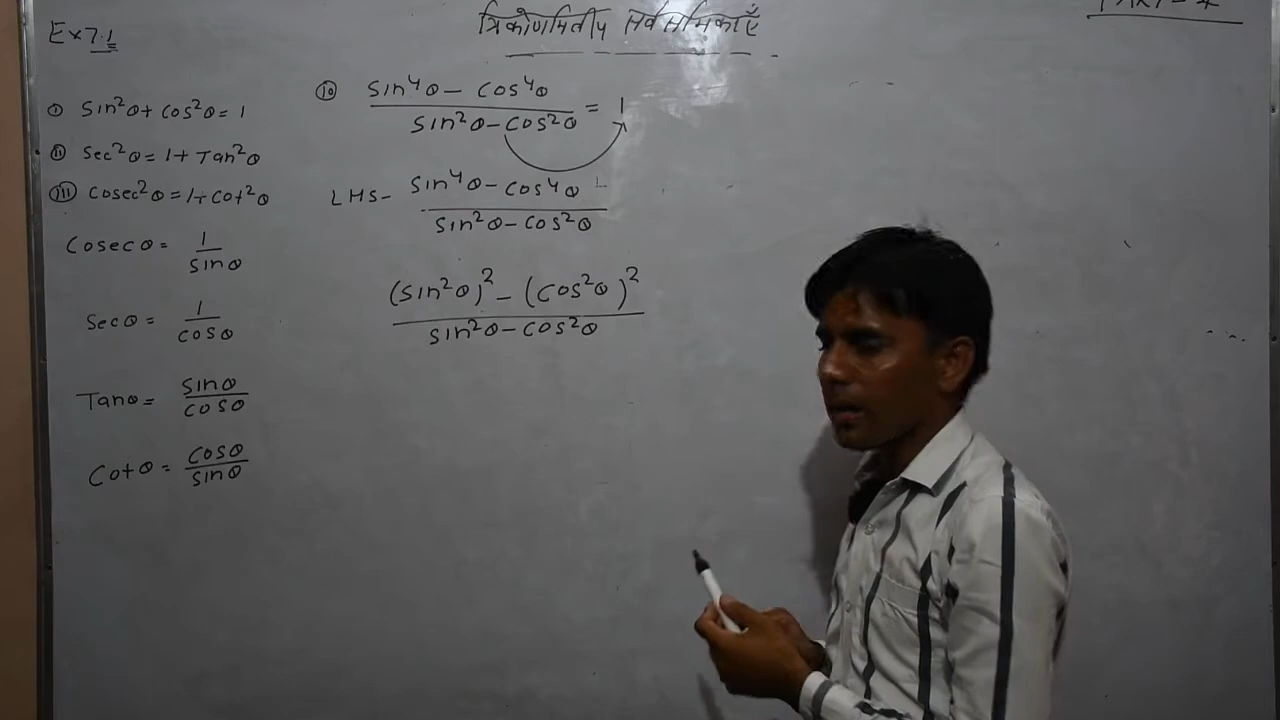 Ex 7.1
त्रिकोणमितीय सर्वसमिकाएँ
① sin²θ + cos²θ = 1
② sec²θ = 1 + Tan²θ
③ cosec²θ = 1 + cot²θ
Cosecθ = 1/sinθ
Secθ = 1/cosθ
Tanθ = sinθ/cosθ
Cotθ = cosθ/sinθ
⑩ (sin⁴θ − cos⁴θ)/(sin²θ − cos²θ) = 1
LHS- (sin⁴θ − cos⁴θ)/(sin²θ − cos²θ)
((sin²θ)² − (cos²θ)²)/(sin²θ − cos²θ)